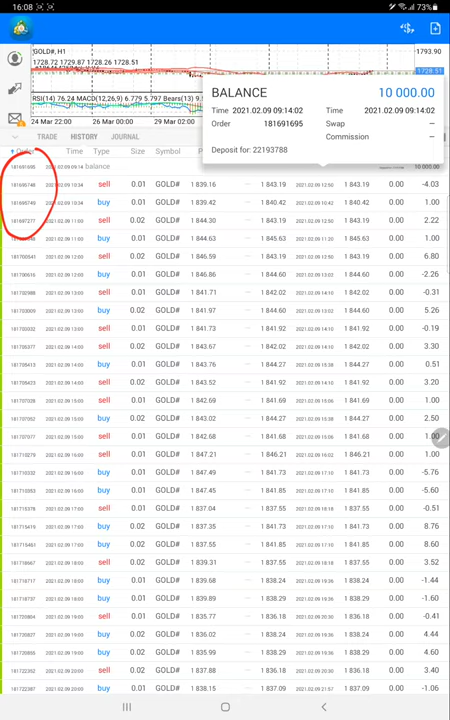 16:08 73%
GOLD#, H1
1728.72 1729.87 1728.26 1728.51
1793.90
1728.51
RSI(14) 76.24 MACD(12,26,9) 6.779 5.797 Bears(13) 9.
24 Mar 22:00 26 Mar 00:00 29 Mar 02:00
BALANCE 10 000.00
Time 2021.02.09 09:14:02 Time 2021.02.09 09:14:02
Order 181691695 Swap –
Commission –
Deposit for: 22193788
TRADE HISTORY JOURNAL
Order Time Type Size Symbol
181691695 2021.02.09 09:14 balance 10 000.00
181695748 2021.02.09 10:34 sell 0.01 GOLD# 1 839.16 — 1 843.19 2021.02.09 12:50 1 843.19 0.00 -4.03
181695749 2021.02.09 10:34 buy 0.01 GOLD# 1 839.42 — 1 840.42 2021.02.09 10:42 1 840.42 0.00 1.00
181697277 2021.02.09 11:00 sell 0.02 GOLD# 1 844.30 — 1 843.19 2021.02.09 12:50 1 843.19 0.00 2.22
2021.02.09 11:00 buy 0.01 GOLD# 1 844.63 — 1 845.63 2021.02.09 11:20 1 845.63 0.00 1.00
181700541 2021.02.09 12:00 sell 0.02 GOLD# 1 846.59 — 1 843.19 2021.02.09 12:50 1 843.19 0.00 6.80
181700616 2021.02.09 12:00 buy 0.01 GOLD# 1 846.86 — 1 844.60 2021.02.09 13:02 1 844.60 0.00 -2.26
181702988 2021.02.09 13:00 sell 0.01 GOLD# 1 841.71 — 1 842.02 2021.02.09 14:10 1 842.02 0.00 -0.31
181703009 2021.02.09 13:00 buy 0.02 GOLD# 1 841.97 — 1 844.60 2021.02.09 13:02 1 844.60 0.00 5.26
181703032 2021.02.09 13:00 sell 0.01 GOLD# 1 841.73 — 1 841.92 2021.02.09 14:10 1 841.92 0.00 -0.19
181705377 2021.02.09 14:00 sell 0.02 GOLD# 1 843.67 — 1 842.02 2021.02.09 14:10 1 842.02 0.00 3.30
181705413 2021.02.09 14:00 buy 0.01 GOLD# 1 843.76 — 1 844.27 2021.02.09 15:38 1 844.27 0.00 0.51
181705423 2021.02.09 14:00 sell 0.02 GOLD# 1 843.52 — 1 841.92 2021.02.09 14:10 1 841.92 0.00 3.20
181707028 2021.02.09 15:00 sell 0.01 GOLD# 1 842.69 — 1 841.69 2021.02.09 15:06 1 841.69 0.00 1.00
181707052 2021.02.09 15:00 buy 0.02 GOLD# 1 843.02 — 1 844.27 2021.02.09 15:38 1 844.27 0.00 2.50
181707077 2021.02.09 15:00 sell 0.01 GOLD# 1 842.68 — 1 841.68 2021.02.09 15:06 1 841.68 0.00 1.00
181710279 2021.02.09 16:00 sell 0.01 GOLD# 1 847.21 — 1 846.21 2021.02.09 16:02 1 846.21 0.00 1.00
181710332 2021.02.09 16:00 buy 0.01 GOLD# 1 847.49 — 1 841.73 2021.02.09 17:10 1 841.73 0.00 -5.76
181710353 2021.02.09 16:00 buy 0.01 GOLD# 1 847.45 — 1 841.85 2021.02.09 17:10 1 841.85 0.00 -5.60
181715378 2021.02.09 17:00 sell 0.01 GOLD# 1 837.04 — 1 837.55 2021.02.09 18:18 1 837.55 0.00 -0.51
181715419 2021.02.09 17:00 buy 0.02 GOLD# 1 837.35 — 1 841.73 2021.02.09 17:10 1 841.73 0.00 8.76
181715461 2021.02.09 17:00 buy 0.02 GOLD# 1 837.55 — 1 841.85 2021.02.09 17:10 1 841.85 0.00 8.60
181718667 2021.02.09 18:00 sell 0.02 GOLD# 1 839.31 — 1 837.55 2021.02.09 18:18 1 837.55 0.00 3.52
181718717 2021.02.09 18:00 buy 0.01 GOLD# 1 839.68 — 1 838.24 2021.02.09 19:36 1 838.24 0.00 -1.44
181718737 2021.02.09 18:00 buy 0.01 GOLD# 1 839.89 — 1 838.29 2021.02.09 19:36 1 838.29 0.00 -1.60
181720804 2021.02.09 19:00 sell 0.01 GOLD# 1 835.77 — 1 836.18 2021.02.09 20:30 1 836.18 0.00 -0.41
181720827 2021.02.09 19:00 buy 0.02 GOLD# 1 836.02 — 1 838.24 2021.02.09 19:36 1 838.24 0.00 4.44
181720856 2021.02.09 19:00 buy 0.02 GOLD# 1 835.99 — 1 838.29 2021.02.09 19:36 1 838.29 0.00 4.60
181722352 2021.02.09 20:00 sell 0.02 GOLD# 1 837.88 — 1 836.18 2021.02.09 20:30 1 836.18 0.00 3.40
181722387 2021.02.09 20:00 buy 0.01 GOLD# 1 838.15 — 1 837.09 2021.02.09 21:57 1 837.09 0.00 -1.06